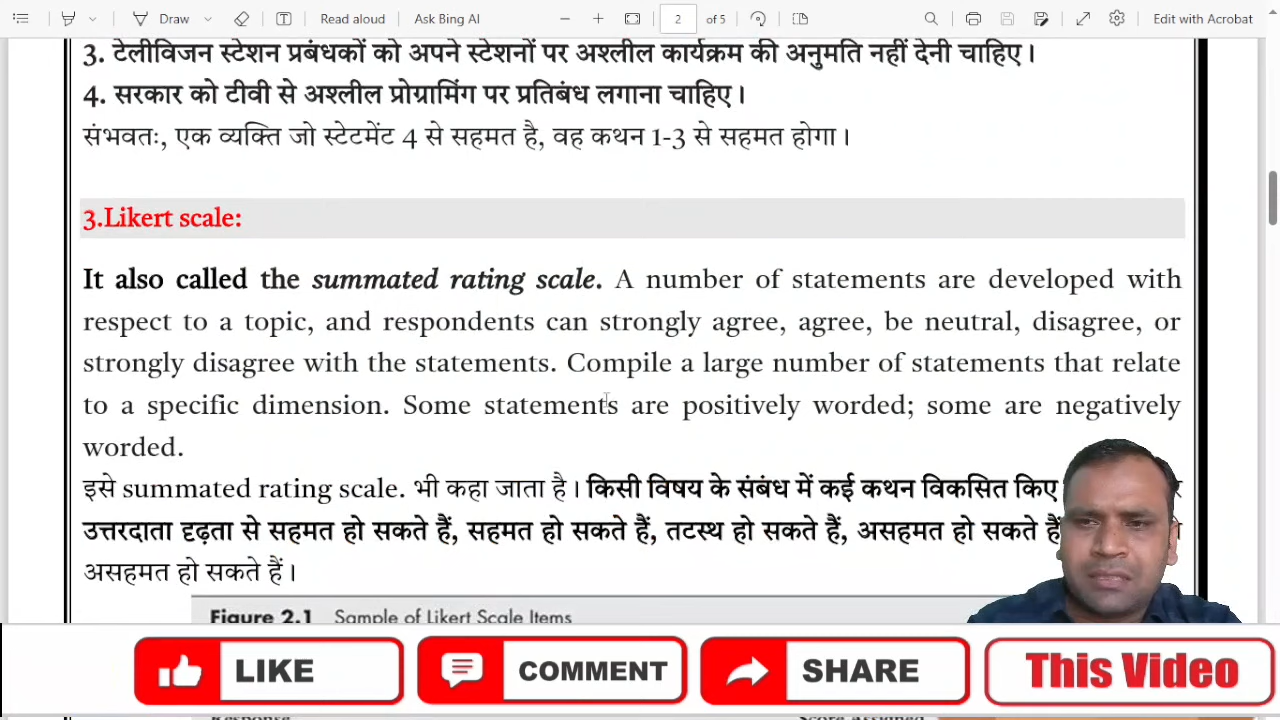 Draw
Read aloud
Ask Bing AI
2
of 5
Edit with Acrobat
3. टेलीविजन स्टेशन प्रबंधकों को अपने स्टेशनों पर अश्लील कार्यक्रम की अनुमति नहीं देनी चाहिए।
4. सरकार को टीवी से अश्लील प्रोग्रामिंग पर प्रतिबंध लगाना चाहिए।
संभवतः, एक व्यक्ति जो स्टेटमेंट 4 से सहमत है, वह कथन 1-3 से सहमत होगा।
3.Likert scale:
It also called the summated rating scale. A number of statements are developed with
respect to a topic, and respondents can strongly agree, agree, be neutral, disagree, or
strongly disagree with the statements. Compile a large number of statements that relate
to a specific dimension. Some statements are positively worded; some are negatively
worded.
इसे summated rating scale. भी कहा जाता है। किसी विषय के संबंध में कई कथन विकसित किए
उत्तरदाता दृढ़ता से सहमत हो सकते हैं, सहमत हो सकते हैं, तटस्थ हो सकते हैं, असहमत हो सकते हैं
असहमत हो सकते हैं।
Figure 2.1 Sample of Likert Scale Items
LIKE
COMMENT
SHARE
This Video